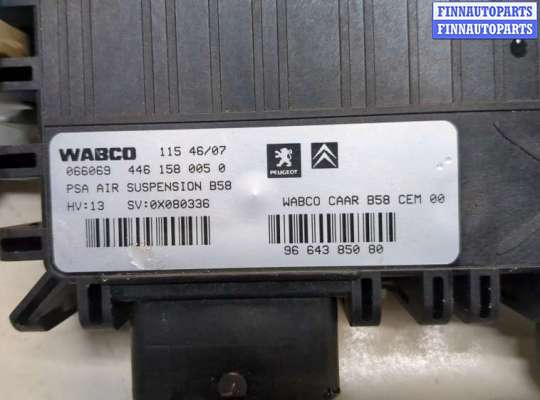 FINNAUTOPARTS
FINNAUTOPARTS
WABCO 115 46/07
066069 446 158 005 0
PSA AIR SUSPENSION B58
HV:13 SV:0X080336
PEUGEOT
WABCO CAAR B58 CEM 00
96 643 850 80